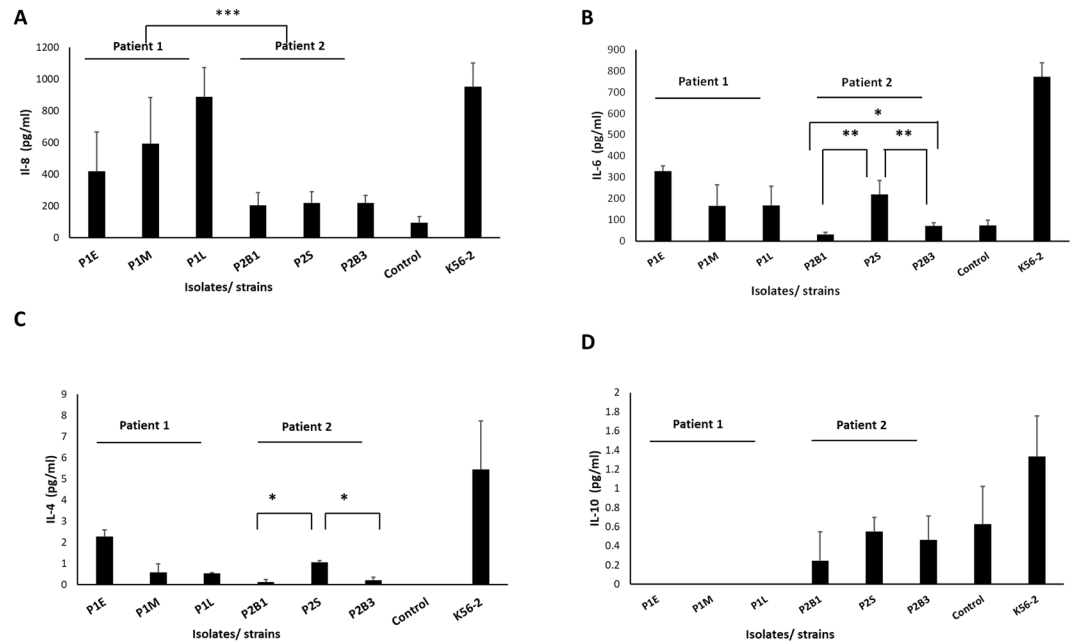 A
***
Patient 1
Patient 2
1200
1000
800
600
400
200
0
Il-8 (pg/ml)
P1E
P1M
P1L
P2B1
P2S
P2B3
Control
K56-2
Isolates/ strains
B
900
800
700
600
500
400
300
200
100
0
IL-6 (pg/ml)
Patient 1
Patient 2
*
**
**
P1E
P1M
P1L
P2B1
P2S
P2B3
Control
K56-2
Isolates/ strains
C
9
8
7
6
5
4
3
2
1
0
IL-4 (pg/ml)
Patient 1
Patient 2
*
*
P1E
P1M
P1L
P2B1
P2S
P2B3
Control
K56-2
Isolates/ strains
D
2
1.8
1.6
1.4
1.2
1
0.8
0.6
0.4
0.2
0
IL-10 (pg/ml)
Patient 1
Patient 2
P1E
P1M
P1L
P2B1
P2S
P2B3
Control
K56-2
Isolates/ strains